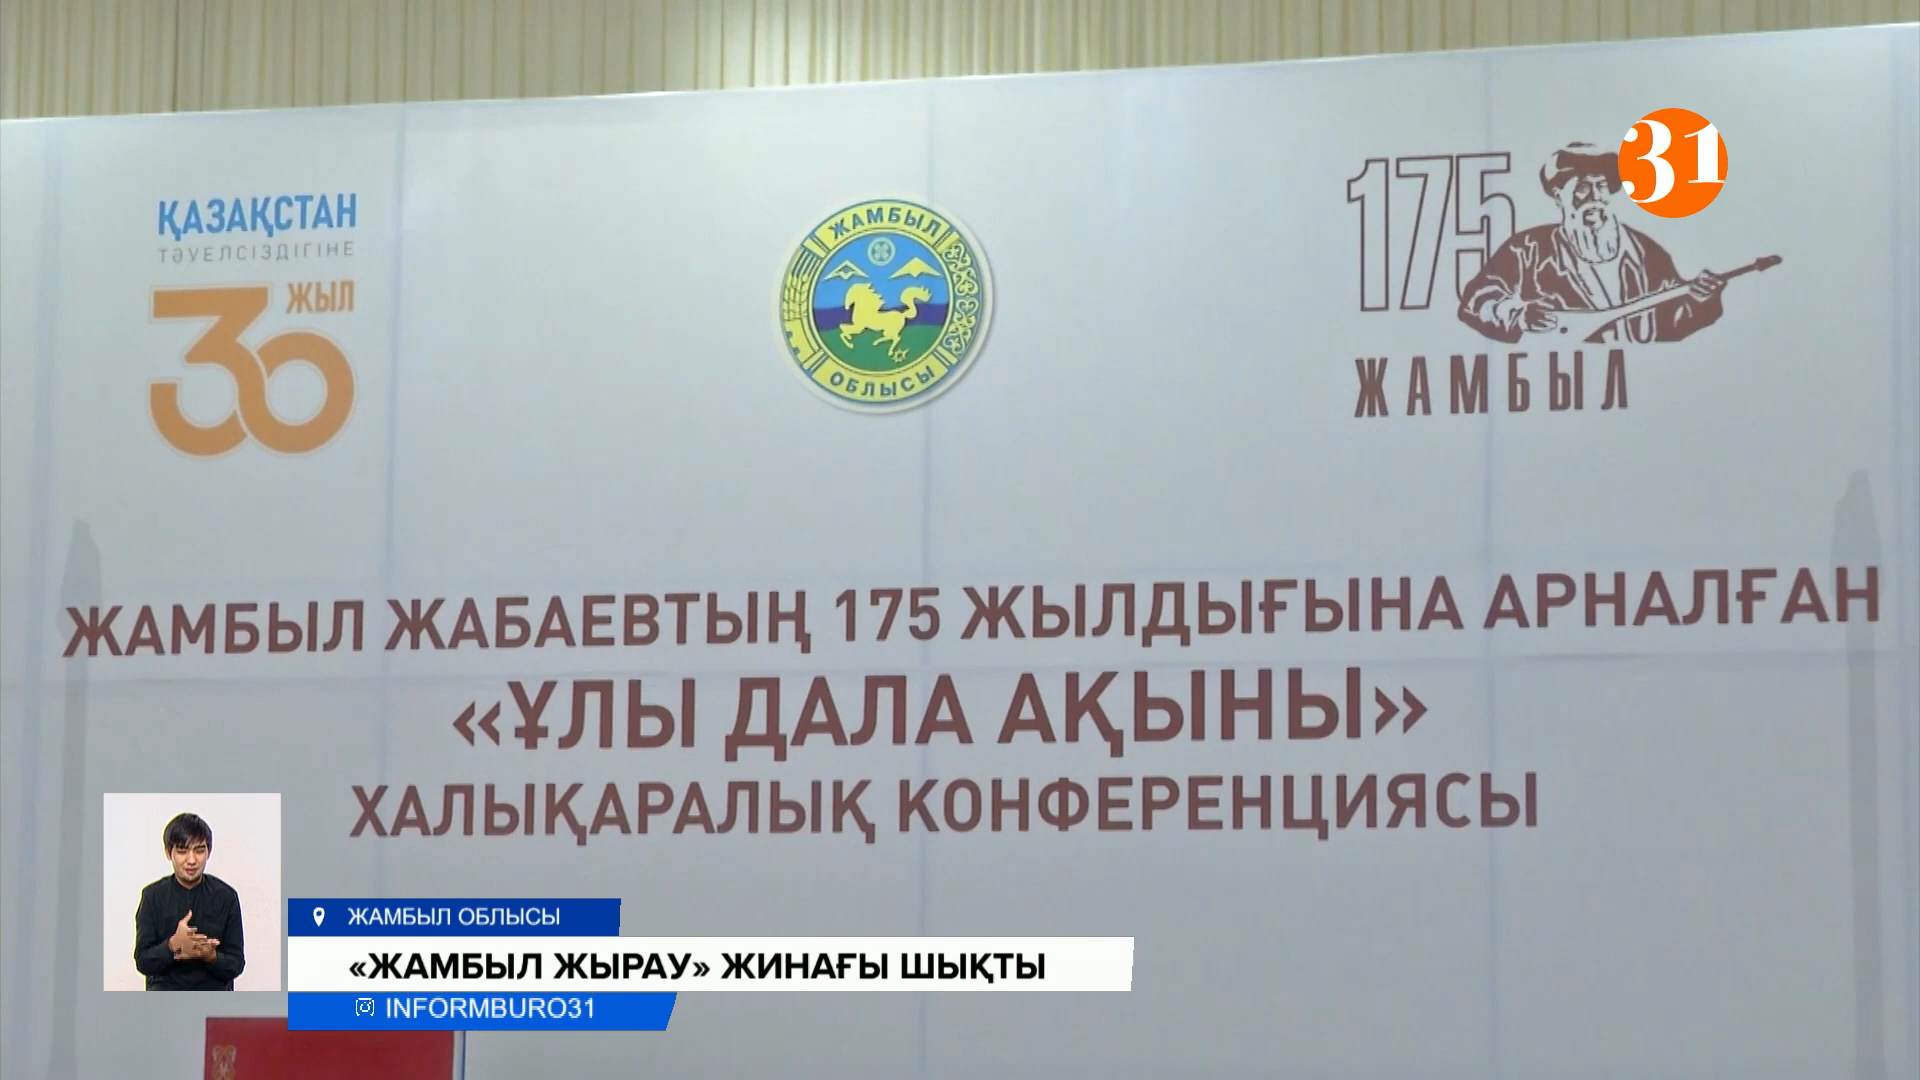 31
ҚАЗАҚСТАН
ТӘУЕЛСІЗДІГІНЕ
30 ЖЫЛ
ЖАМБЫЛ
ОБЛЫСЫ
175
ЖАМБЫЛ
ЖАМБЫЛ ЖАБАЕВТЫҢ 175 ЖЫЛДЫҒЫНА АРНАЛҒАН
«ҰЛЫ ДАЛА АҚЫНЫ»
ХАЛЫҚАРАЛЫҚ КОНФЕРЕНЦИЯСЫ
ЖАМБЫЛ ОБЛЫСЫ
«ЖАМБЫЛ ЖЫРАУ» ЖИНАҒЫ ШЫҚТЫ
INFORMBURO31